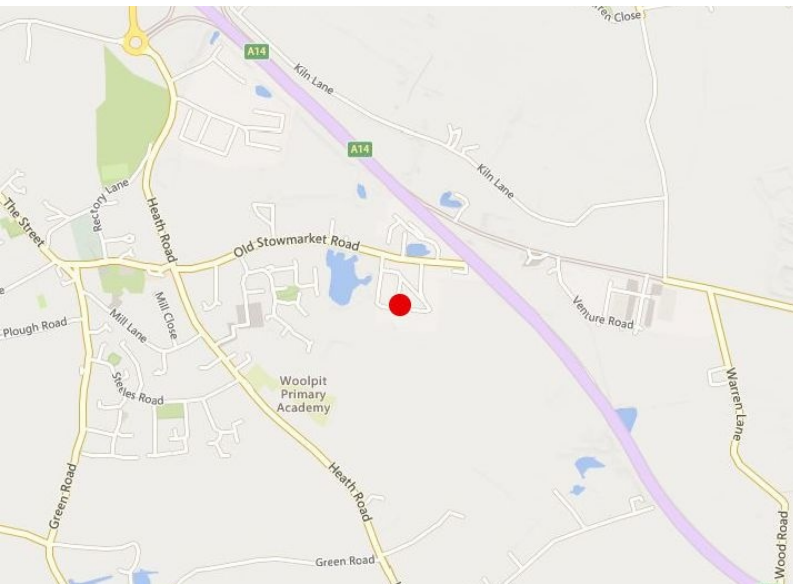 ren Close
A14
Kiln Lane
A14
Kiln Lane
Rectory Lane
The Street
Heath Road
Old Stowmarket Road
Mill Close
Mill Lane
Plough Road
Venture Road
Steeles Road
Woolpit
Primary
Academy
Warren Lane
Green Road
Heath Road
Green Road
Wood Road